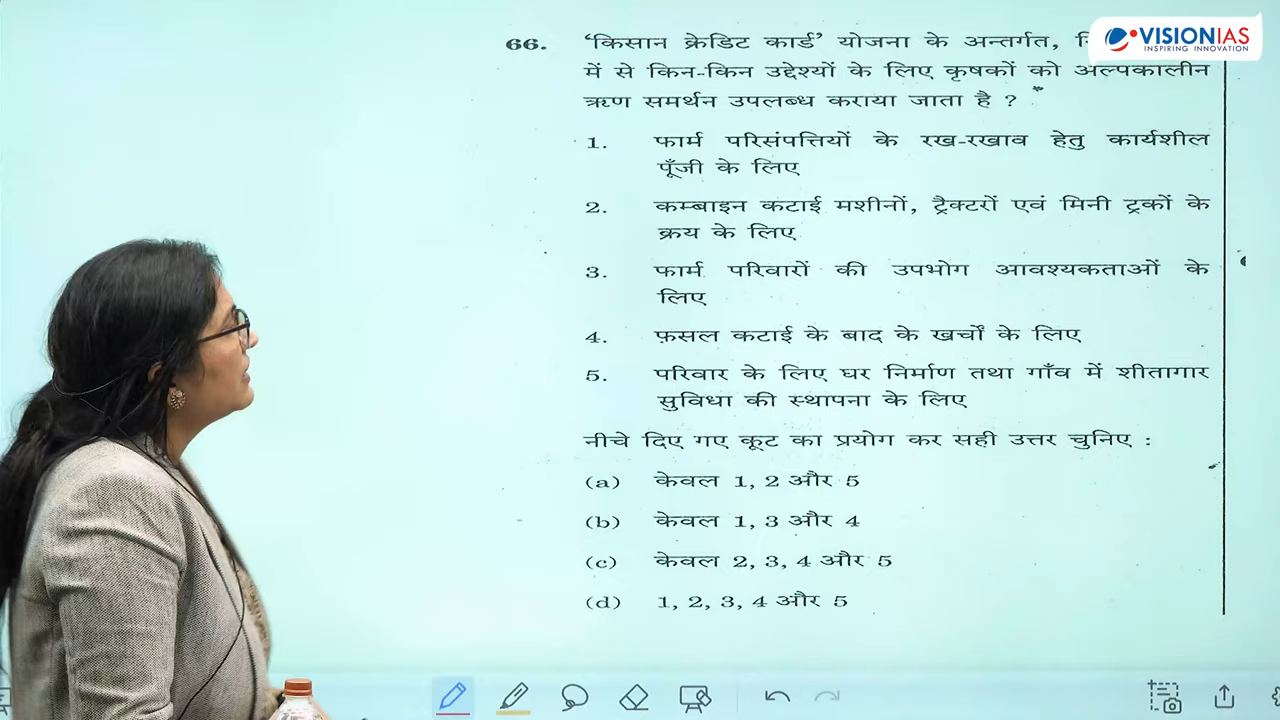 VISIONIAS
INSPIRING INNOVATION
66. ‘किसान क्रेडिट कार्ड’ योजना के अन्तर्गत,
में से किन-किन उद्देश्यों के लिए कृषकों को अल्पकालीन
ऋण समर्थन उपलब्ध कराया जाता है ?
1. फार्म परिसंपत्तियों के रख-रखाव हेतु कार्यशील
पूँजी के लिए
2. कम्बाइन कटाई मशीनों, ट्रैक्टरों एवं मिनी ट्रकों के
क्रय के लिए
3. फार्म परिवारों की उपभोग आवश्यकताओं के
लिए
4. फ़सल कटाई के बाद के खर्चों के लिए
5. परिवार के लिए घर निर्माण तथा गाँव में शीतागार
सुविधा की स्थापना के लिए
नीचे दिए गए कूट का प्रयोग कर सही उत्तर चुनिए :
(a) केवल 1, 2 और 5
(b) केवल 1, 3 और 4
(c) केवल 2, 3, 4 और 5
(d) 1, 2, 3, 4 और 5